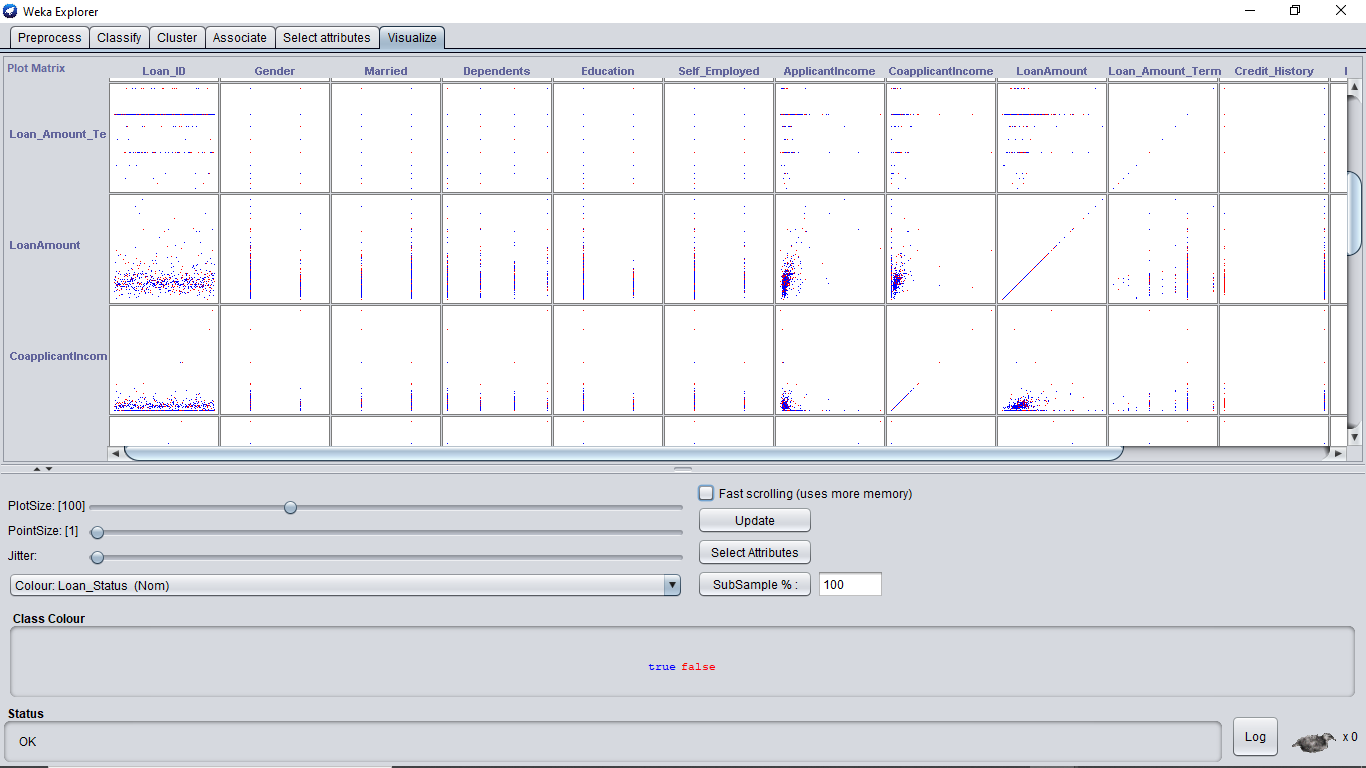 Weka Explorer
Preprocess Classify Cluster Associate Select attributes Visualize
Plot Matrix Loan_ID Gender Married Dependents Education Self_Employed ApplicantIncome CoapplicantIncome LoanAmount Loan_Amount_Term Credit_History
Loan_Amount_Te
LoanAmount
CoapplicantIncom
PlotSize: [100]
Fast scrolling (uses more memory)
Update
PointSize: [1]
Jitter:
Select Attributes
Colour: Loan_Status (Nom)
SubSample % : 100
Class Colour
true false
Status
OK
Log
x 0